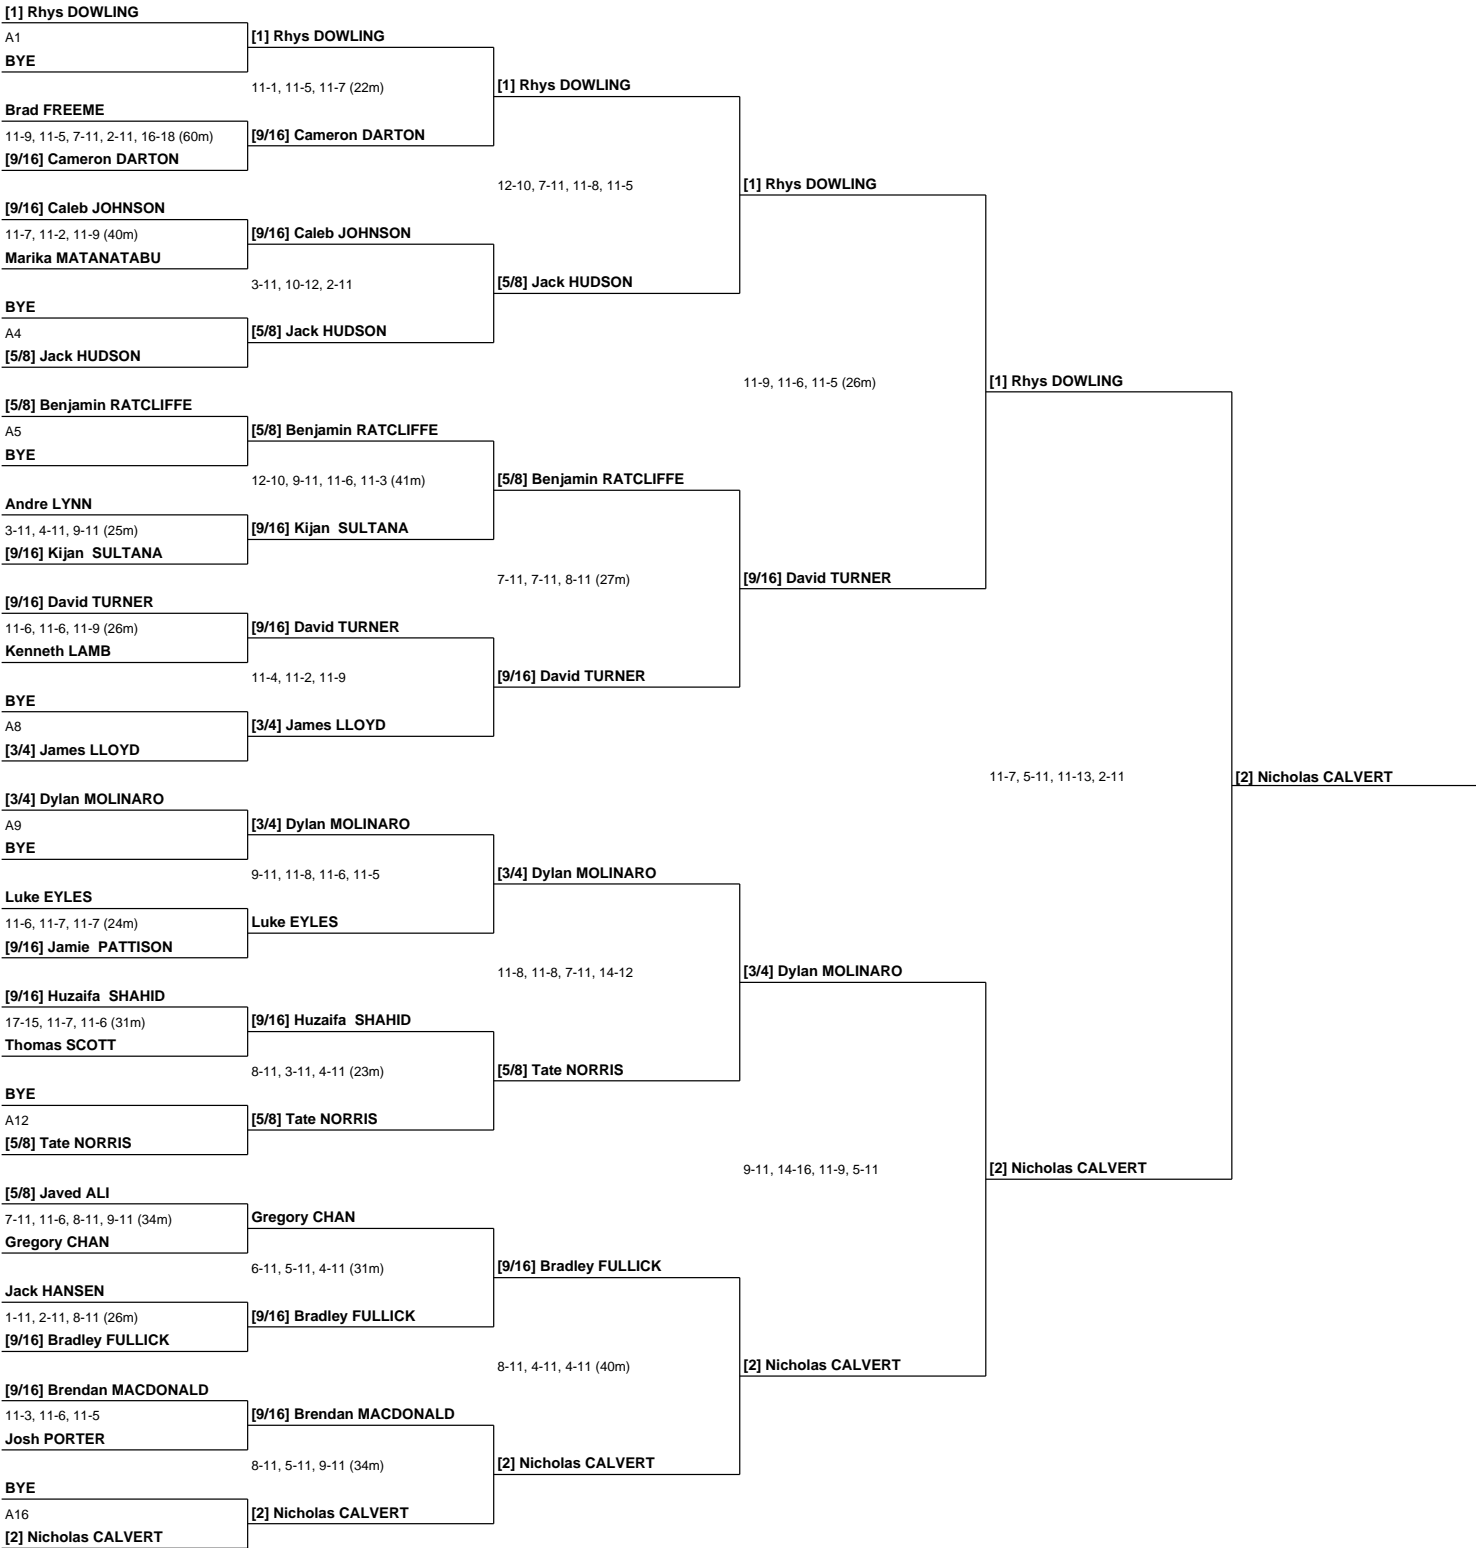 [1] Rhys DOWLING
A1
BYE
Brad FREEME
11-9, 11-5, 7-11, 2-11, 16-18 (60m)
[9/16] Cameron DARTON
[9/16] Caleb JOHNSON
11-7, 11-2, 11-9 (40m)
Marika MATANATABU
BYE
A4
[5/8] Jack HUDSON
[5/8] Benjamin RATCLIFFE
A5
BYE
Andre LYNN
3-11, 4-11, 9-11 (25m)
[9/16] Kijan  SULTANA
[9/16] David TURNER
11-6, 11-6, 11-9 (26m)
Kenneth LAMB
BYE
A8
[3/4] James LLOYD
[3/4] Dylan MOLINARO
A9
BYE
Luke EYLES
11-6, 11-7, 11-7 (24m)
[9/16] Jamie  PATTISON
[9/16] Huzaifa  SHAHID
17-15, 11-7, 11-6 (31m)
Thomas SCOTT
BYE
A12
[5/8] Tate NORRIS
[5/8] Javed ALI
7-11, 11-6, 8-11, 9-11 (34m)
Gregory CHAN
Jack HANSEN
1-11, 2-11, 8-11 (26m)
[9/16] Bradley FULLICK
[9/16] Brendan MACDONALD
11-3, 11-6, 11-5
Josh PORTER
BYE
A16
[2] Nicholas CALVERT
[1] Rhys DOWLING
11-1, 11-5, 11-7 (22m)
[9/16] Cameron DARTON
[9/16] Caleb JOHNSON
3-11, 10-12, 2-11
[5/8] Jack HUDSON
[5/8] Benjamin RATCLIFFE
12-10, 9-11, 11-6, 11-3 (41m)
[9/16] Kijan  SULTANA
[9/16] David TURNER
11-4, 11-2, 11-9
[3/4] James LLOYD
[3/4] Dylan MOLINARO
9-11, 11-8, 11-6, 11-5
Luke EYLES
[9/16] Huzaifa  SHAHID
8-11, 3-11, 4-11 (23m)
[5/8] Tate NORRIS
Gregory CHAN
6-11, 5-11, 4-11 (31m)
[9/16] Bradley FULLICK
[9/16] Brendan MACDONALD
8-11, 5-11, 9-11 (34m)
[2] Nicholas CALVERT
[1] Rhys DOWLING
12-10, 7-11, 11-8, 11-5
[5/8] Jack HUDSON
[5/8] Benjamin RATCLIFFE
7-11, 7-11, 8-11 (27m)
[9/16] David TURNER
[3/4] Dylan MOLINARO
11-8, 11-8, 7-11, 14-12
[5/8] Tate NORRIS
[9/16] Bradley FULLICK
8-11, 4-11, 4-11 (40m)
[2] Nicholas CALVERT
[1] Rhys DOWLING
11-9, 11-6, 11-5 (26m)
[9/16] David TURNER
[3/4] Dylan MOLINARO
9-11, 14-16, 11-9, 5-11
[2] Nicholas CALVERT
[1] Rhys DOWLING
11-7, 5-11, 11-13, 2-11
[2] Nicholas CALVERT
[2] Nicholas CALVERT